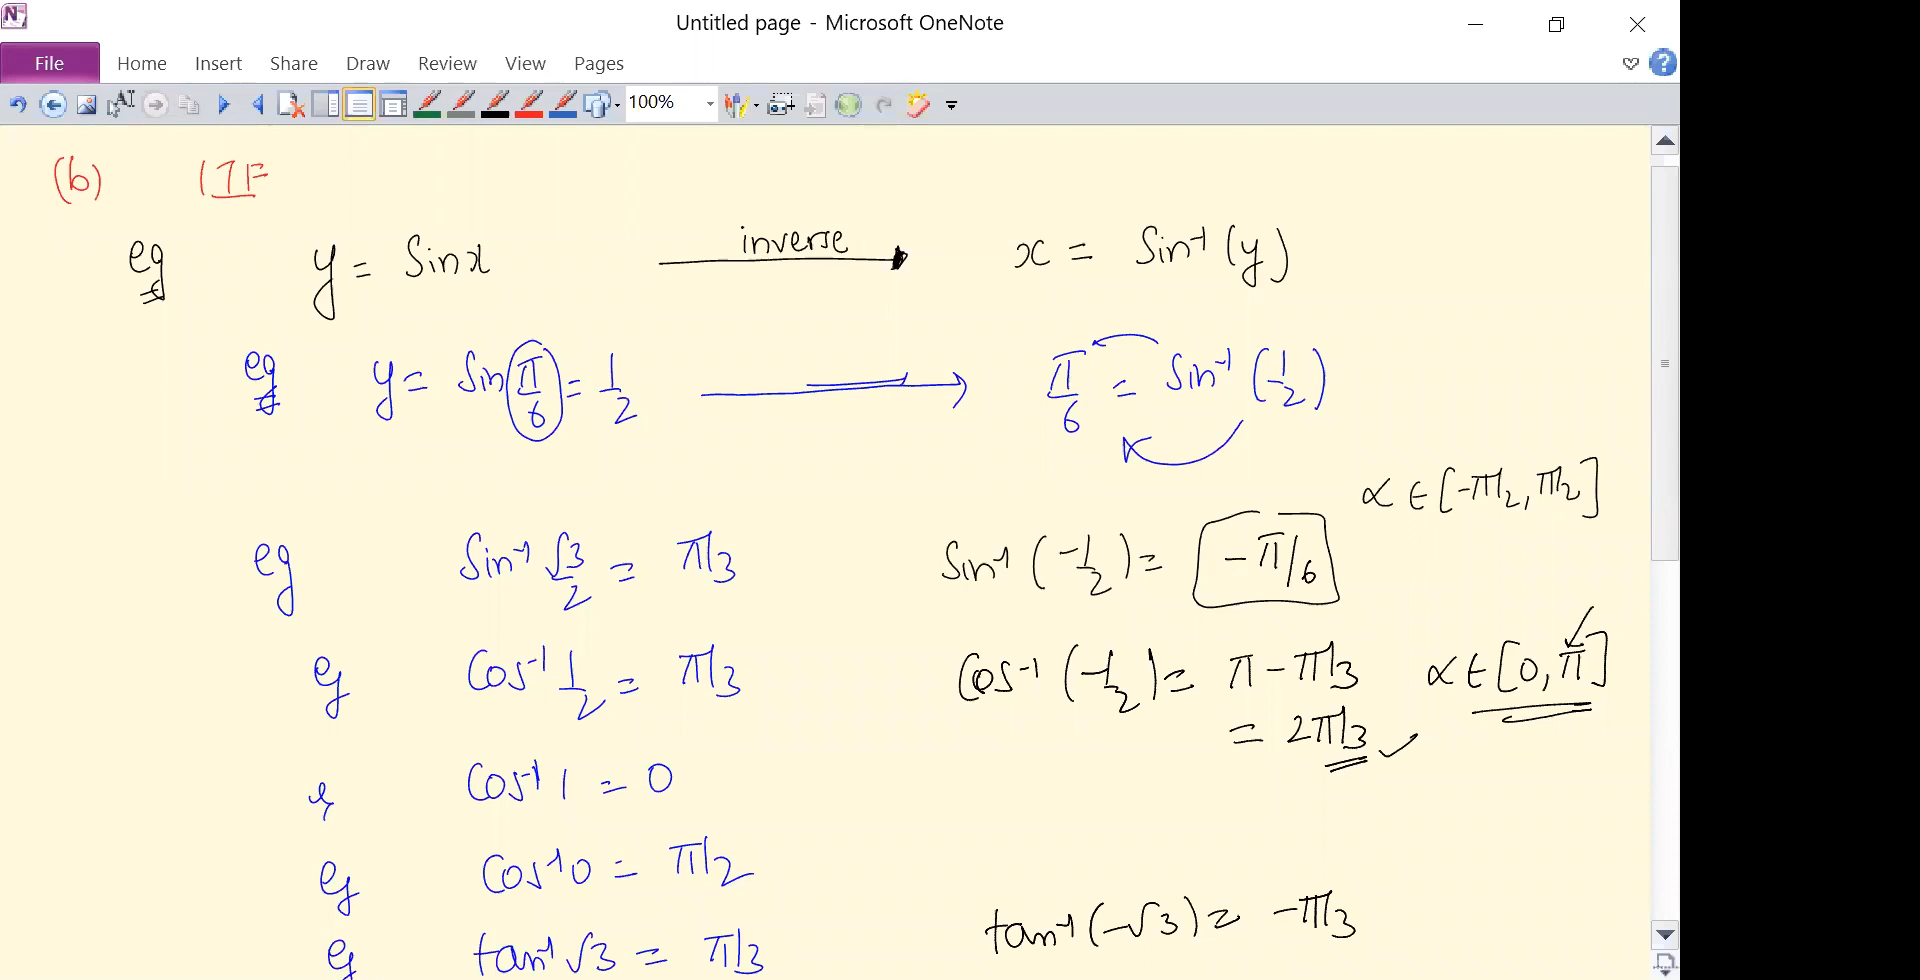 Untitled page - Microsoft OneNote
File Home Insert Share Draw Review View Pages
100%
(b) ITF
eg y = Sin x inverse x = Sin⁻¹(y)
eg y = Sin π/6 = 1/2 π/6 = Sin⁻¹(1/2)
α ∈ [-π/2, π/2]
eg Sin⁻¹ √3/2 = π/3 Sin⁻¹(-1/2) = -π/6
eg Cos⁻¹ 1/2 = π/3 Cos⁻¹(-1/2) = π - π/3 α ∈ [0, π]
= 2π/3
Cos⁻¹ 1 = 0
eg Cos⁻¹ 0 = π/2
tan⁻¹(-√3) = -π/3
eg tan⁻¹ √3 = π/3